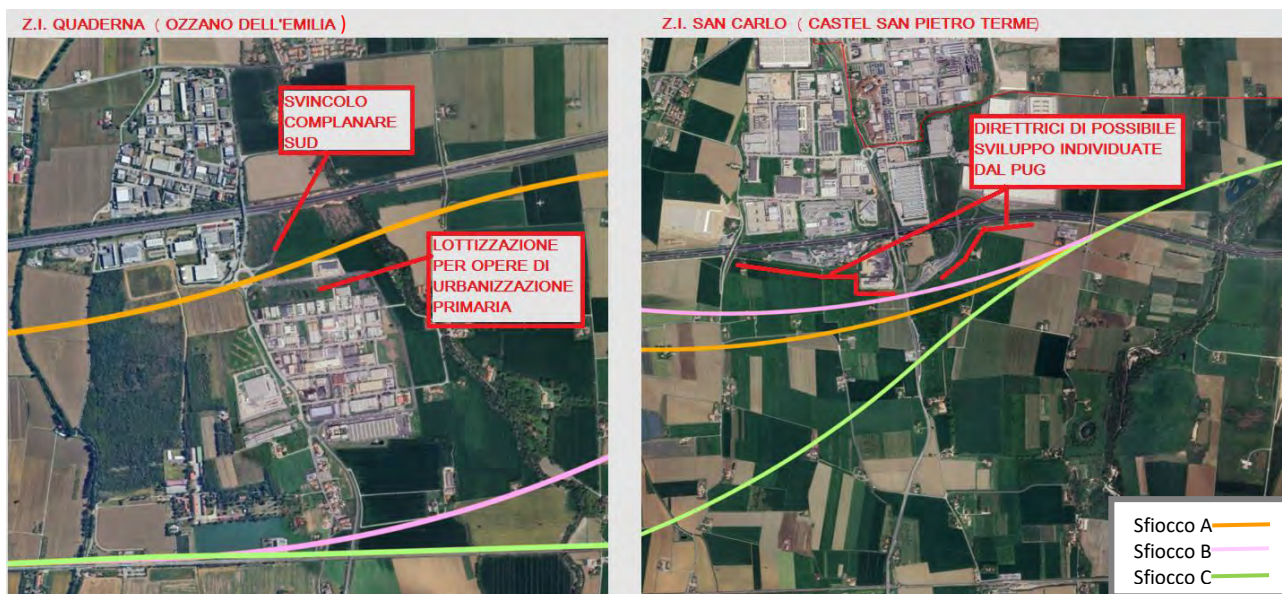 Z.I. QUADERNA ( OZZANO DELL'EMILIA )
SVINCOLO
COMPLANARE
SUD
LOTTIZZAZIONE
PER OPERE DI
URBANIZZAZIONE
PRIMARIA
Z.I. SAN CARLO ( CASTEL SAN PIETRO TERME)
DIRETTRICI DI POSSIBILE
SVILUPPO INDIVIDUATE
DAL PUG
Sfiocco A
Sfiocco B
Sfiocco C